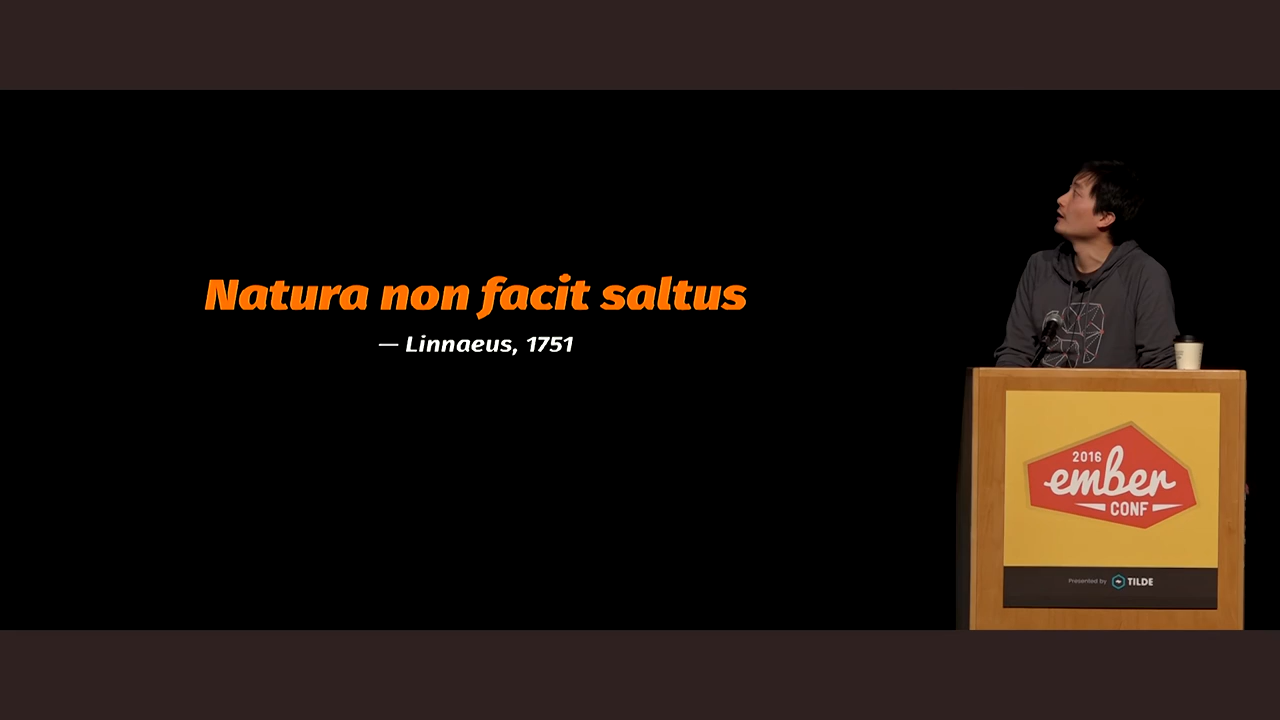 Natura non facit saltus
— Linnaeus, 1751
2016
ember
CONF
Presented by TILDE